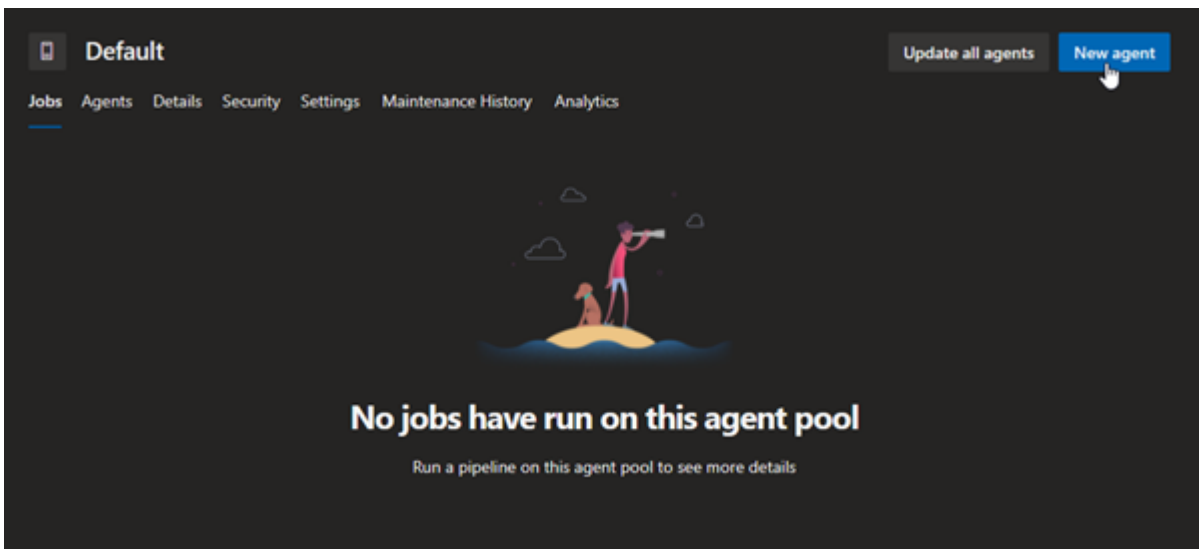 Default
Update all agents
New agent
Jobs Agents Details Security Settings Maintenance History Analytics
No jobs have run on this agent pool
Run a pipeline on this agent pool to see more details